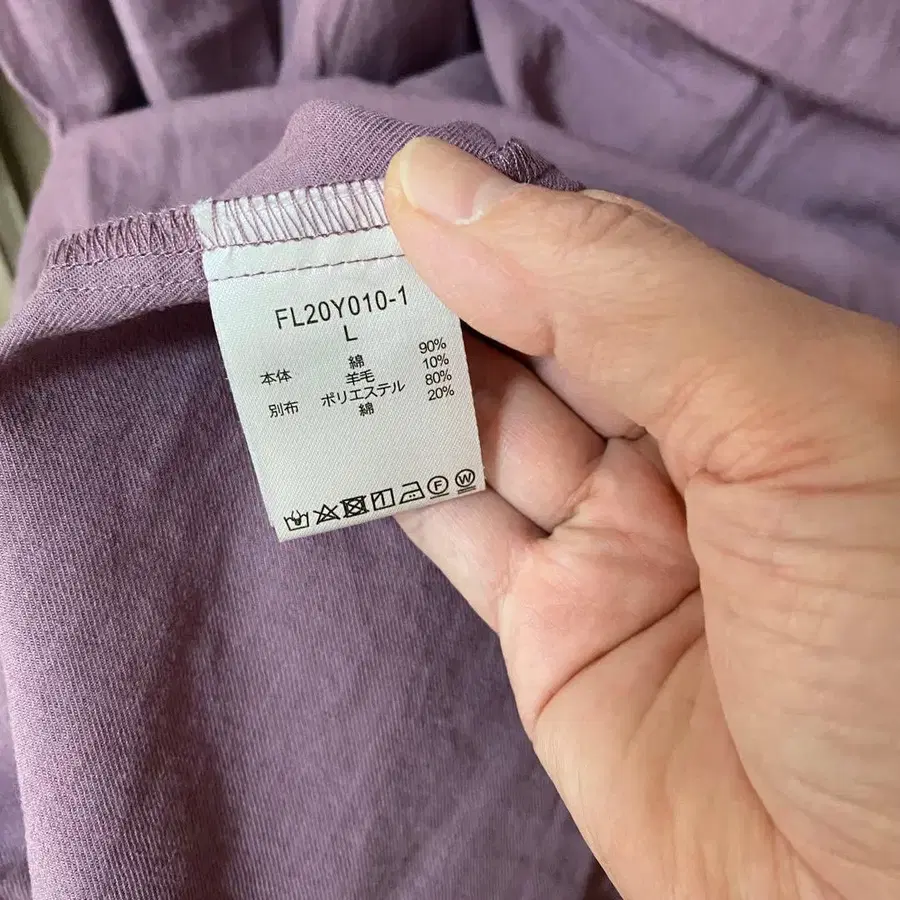 FL20Y010-1
L
本体 綿 90%
羊毛 10%
別布 ポリエステル 80%
綿 20%
F W